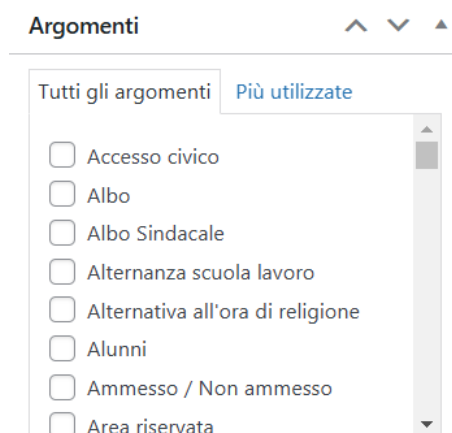 Argomenti
Tutti gli argomenti Più utilizzate
Accesso civico
Albo
Albo Sindacale
Alternanza scuola lavoro
Alternativa all'ora di religione
Alunni
Ammesso / Non ammesso
Area riservata